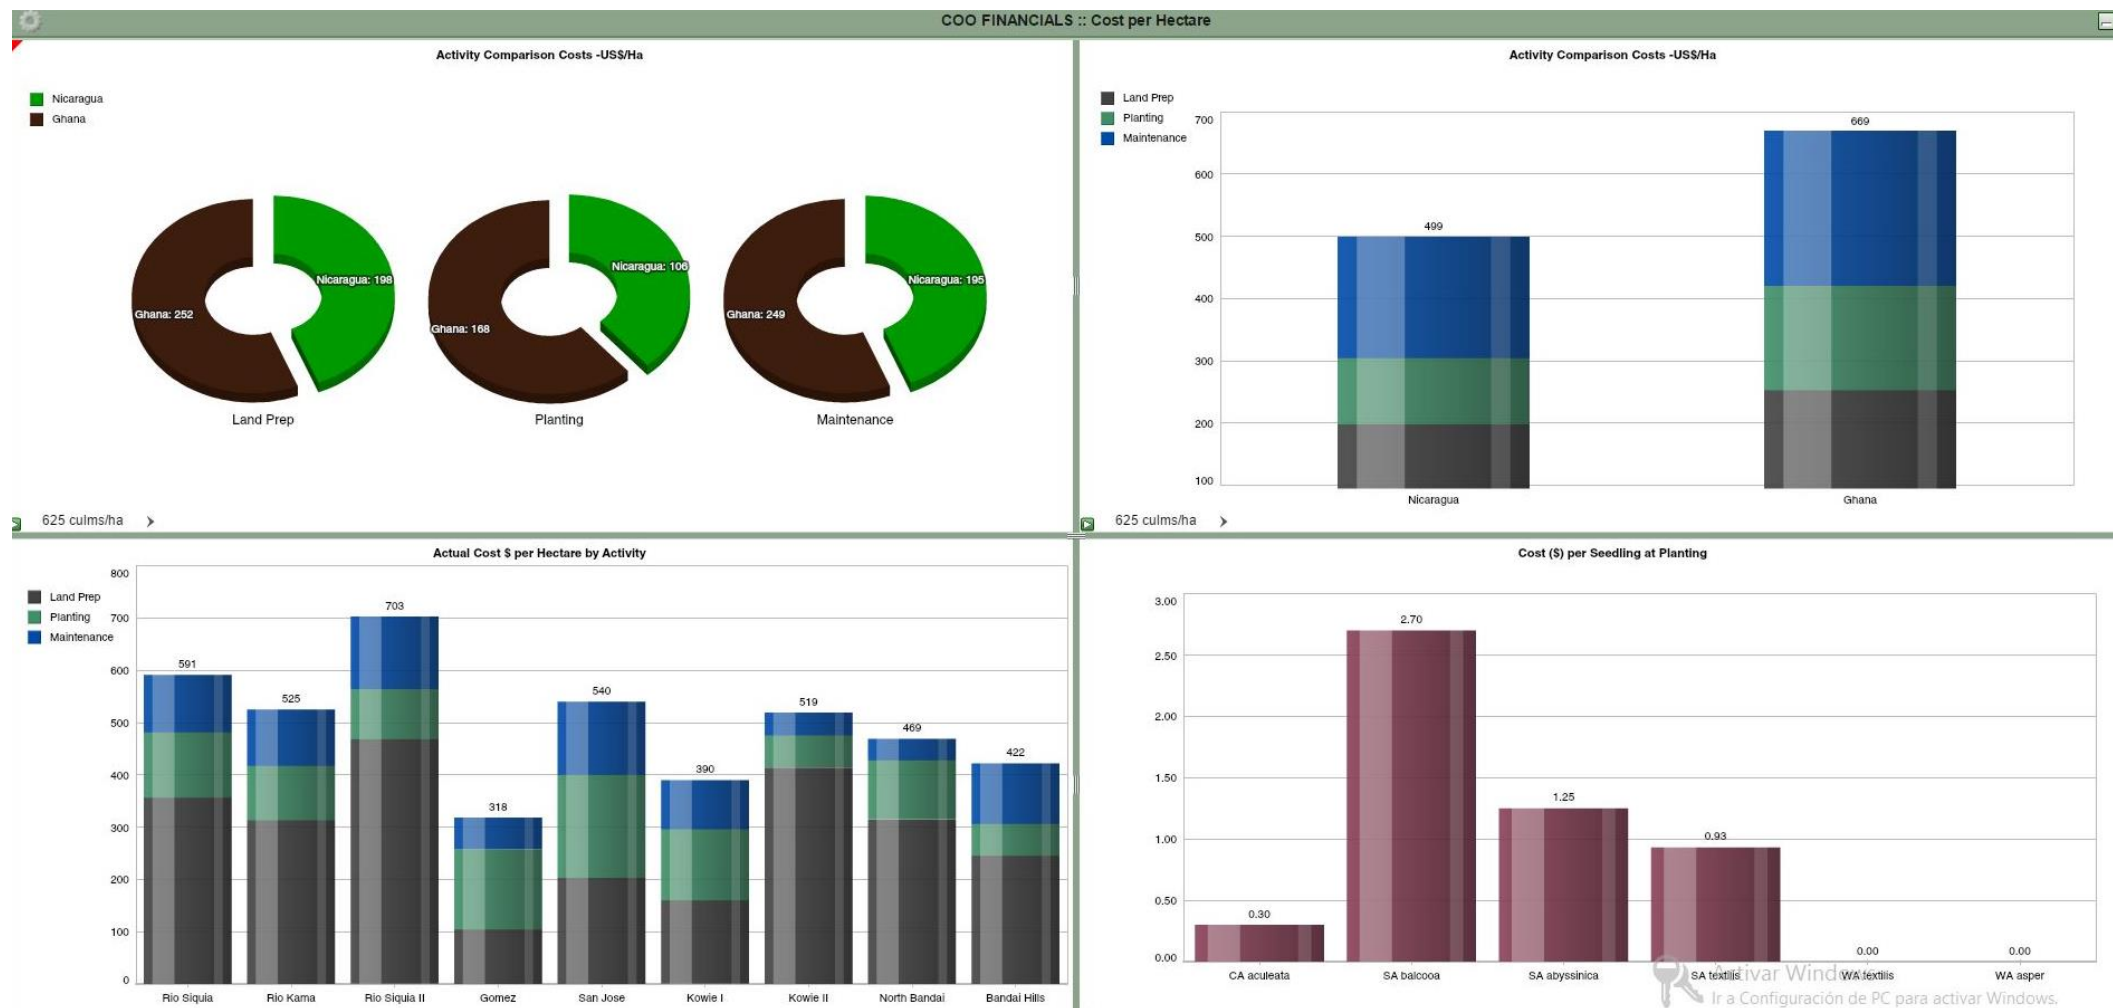 COO FINANCIALS :: Cost per Hectare
Activity Comparison Costs -US$/Ha
Nicaragua
Ghana
Nicaragua: 198
Ghana: 252
Land Prep
Nicaragua: 106
Ghana: 168
Planting
Nicaragua: 195
Ghana: 249
Maintenance
625 culms/ha
Activity Comparison Costs -US$/Ha
Land Prep
Planting
Maintenance
700
600
500
400
300
200
100
499
669
Nicaragua
Ghana
625 culms/ha
Actual Cost $ per Hectare by Activity
Land Prep
Planting
Maintenance
800
700
600
500
400
300
200
100
0
591
525
703
318
540
390
519
469
422
Rio Siquia
Rio Kama
Rio Siquia II
Gomez
San Jose
Kowie I
Kowie II
North Bandai
Bandai Hills
Cost ($) per Seedling at Planting
3.00
2.50
2.00
1.50
1.00
0.50
0.00
0.30
2.70
1.25
0.93
0.00
0.00
CA aculeata
SA balcooa
SA abyssinica
SA textilis
WA textilis
WA asper
Activar Windows
Ir a Configuración de PC para activar Windows.